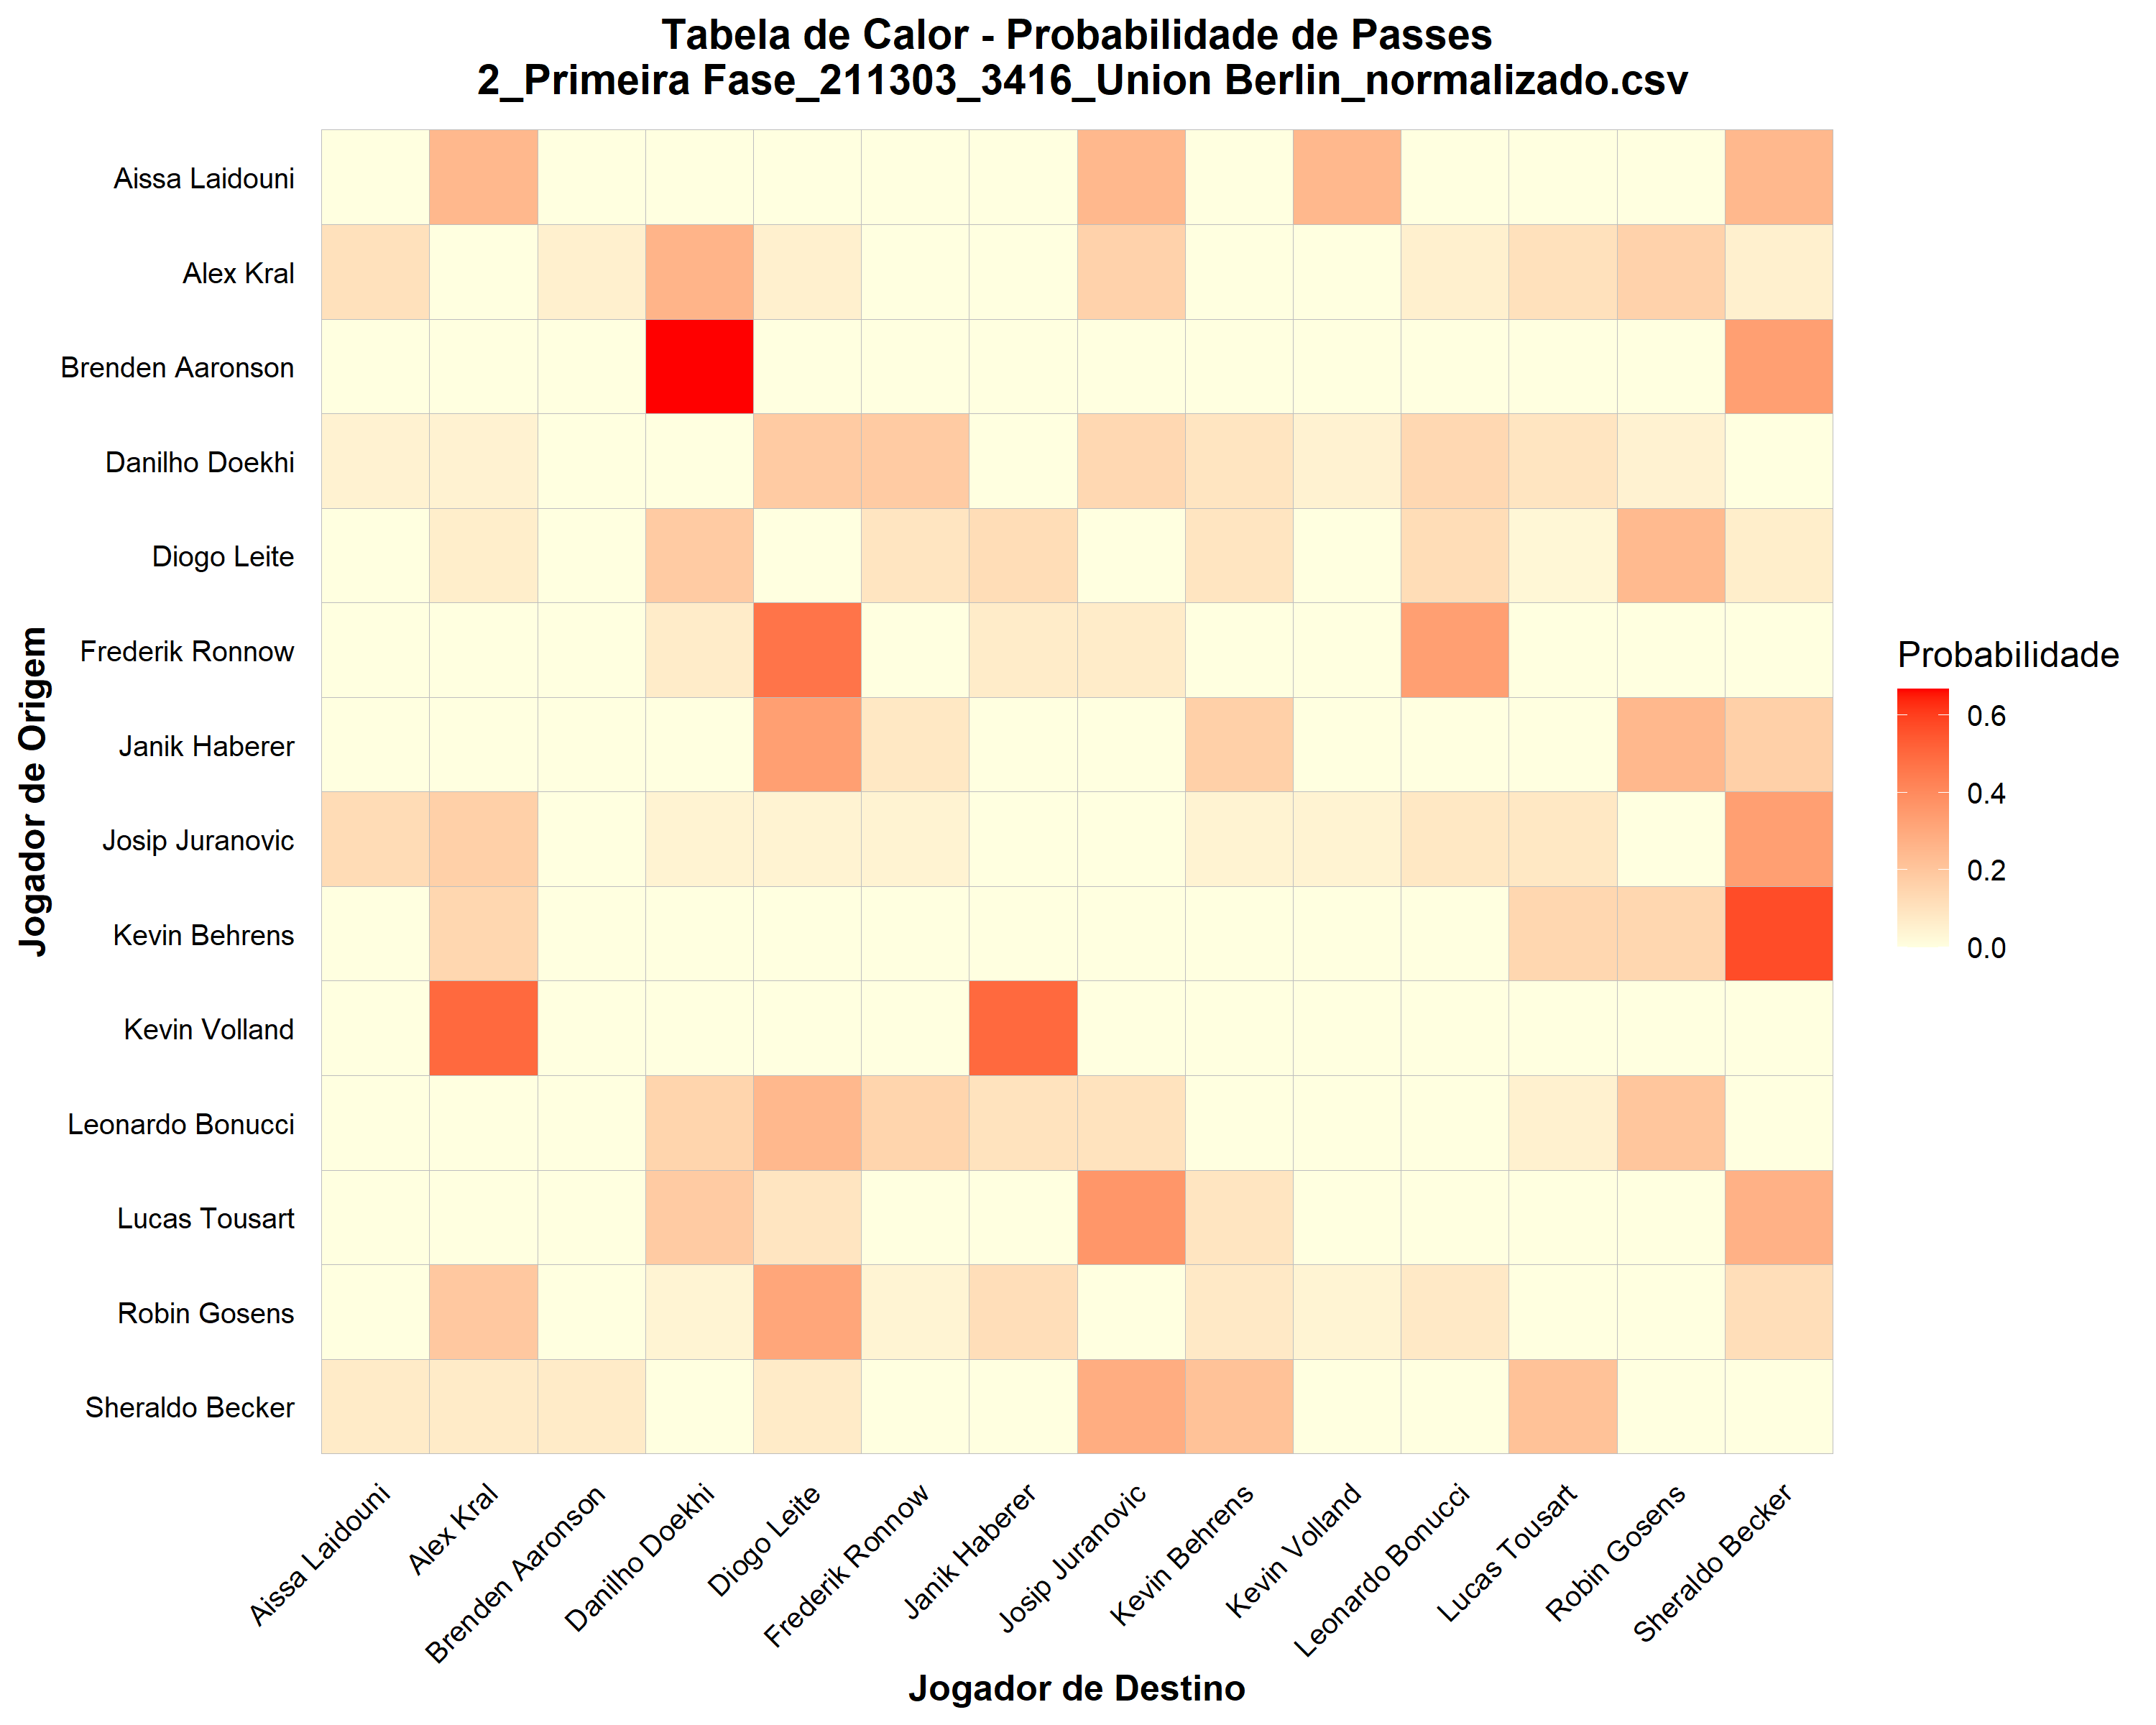 Tabela de Calor - Probabilidade de Passes
2_Primeira Fase_211303_3416_Union Berlin_normalizado.csv
Jogador de Origem
Aissa Laidouni
Alex Kral
Brenden Aaronson
Danilho Doekhi
Diogo Leite
Frederik Ronnow
Janik Haberer
Josip Juranovic
Kevin Behrens
Kevin Volland
Leonardo Bonucci
Lucas Tousart
Robin Gosens
Sheraldo Becker
Probabilidade
0.6
0.4
0.2
0.0
Aissa Laidouni
Alex Kral
Brenden Aaronson
Danilho Doekhi
Diogo Leite
Frederik Ronnow
Janik Haberer
Josip Juranovic
Kevin Behrens
Kevin Volland
Leonardo Bonucci
Lucas Tousart
Robin Gosens
Sheraldo Becker
Jogador de Destino